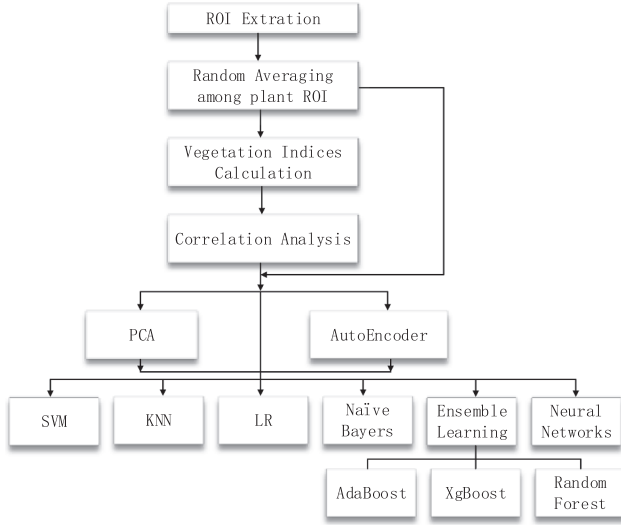 ROI Extration
Random Averaging
among plant ROI
Vegetation Indices
Calculation
Correlation Analysis
PCA
AutoEncoder
SVM
KNN
LR
Naïve
Bayers
Ensemble
Learning
Neural
Networks
AdaBoost
XgBoost
Random
Forest